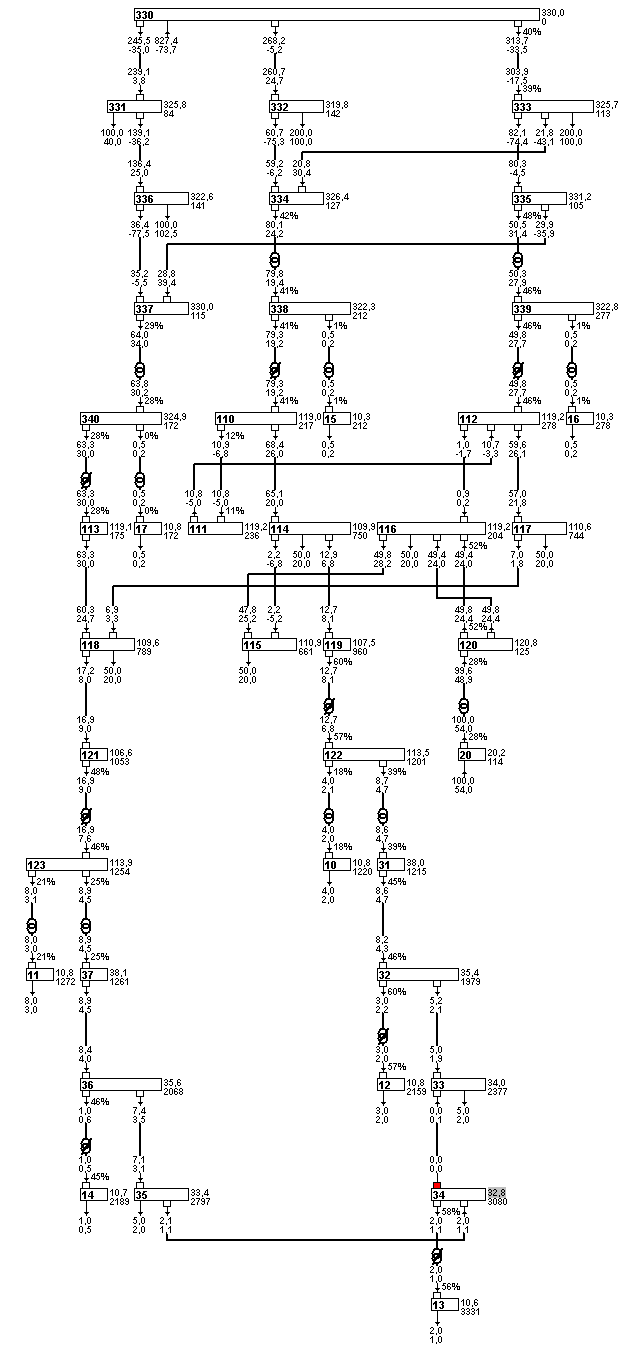 330 330,0
0
40%
245,5 827,4 268,2 313,7
-35,0 -73,7 -5,2 -33,5
239,1 260,7 303,9
3,8 24,7 -17,5
39%
331 325,8 332 319,8 333 325,7
84 142 113
100,0 139,1 60,7 200,0 82,1 21,8 200,0
40,0 -36,2 -75,3 100,0 -74,4 -43,1 100,0
136,4 59,2 20,8 80,3
25,0 -6,2 30,4 -4,5
336 322,6 334 326,4 335 331,2
141 127 105
42% 48%
36,4 100,0 80,1 50,5 29,9
-77,5 102,5 24,2 31,4 -35,9
35,2 28,8 79,8 50,3
-5,5 39,4 19,4 27,9
41% 46%
337 330,0 338 322,3 339 322,8
115 212 277
29% 41% 1% 46% 1%
64,0 79,3 0,5 49,8 0,5
34,0 19,2 0,2 27,7 0,2
63,8 79,3 0,5 49,8 0,5
30,2 19,2 0,2 27,7 0,2
28% 41% 1% 46% 1%
340 324,9 110 119,0 15 10,3 112 119,2 16 10,3
172 217 212 278 278
28% 0% 12%
63,3 0,5 10,9 68,4 0,5 1,0 10,7 59,6 0,5
30,0 0,2 -6,8 26,0 0,2 -1,7 -3,3 26,1 0,2
63,3 0,5 10,8 10,8 65,1 0,9 57,0
30,0 0,2 -5,0 -5,0 20,0 0,2 21,8
28% 0% 11%
113 119,1 17 10,8 111 119,2 114 109,9 116 119,2 117 110,6
175 172 236 750 204 744
52%
63,3 0,5 2,2 50,0 12,9 49,8 50,0 49,4 49,4 7,0 50,0
30,0 0,2 -6,8 20,0 6,8 28,2 20,0 24,0 24,0 1,8 20,0
60,3 6,9 47,8 2,2 12,7 49,8 49,8
24,7 3,3 25,2 -5,2 8,1 24,4 24,4
52%
118 109,6 115 110,9 119 107,5 120 120,8
789 661 960 125
60% 28%
17,2 50,0 50,0 12,7 99,6
8,0 20,0 20,0 8,1 48,9
16,9 12,7 100,0
9,0 6,8 54,0
57% 28%
121 106,6 122 113,5 20 20,2
1053 1201 114
48% 18% 39%
16,9 4,0 8,7 100,0
9,0 2,1 4,7 54,0
16,9 4,0 8,6
7,6 2,0 4,7
46% 18% 39%
123 113,9 10 10,8 31 38,0
1254 1220 1215
21% 25% 45%
8,0 8,9 4,0 8,6
3,1 4,5 2,0 4,7
8,0 8,9 8,2
3,0 4,5 4,3
21% 25% 46%
11 10,8 37 38,1 32 35,4
1272 1261 1979
60%
8,0 8,9 3,0 5,2
3,0 4,5 2,2 2,1
8,4 3,0 5,0
4,0 2,0 1,9
57%
36 35,6 12 10,8 33 34,0
2068 2159 2377
46%
1,0 7,4 3,0 0,0 5,0
0,6 3,5 2,0 0,1 2,0
1,0 7,1 0,0
0,5 3,1 0,0
45%
14 10,7 35 33,4 34 32,8
2189 2797 3080
58%
1,0 5,0 2,1 2,0 2,0
0,5 2,0 1,1 1,1 1,1
2,0
1,0
56%
13 10,6
3331
2,0
1,0